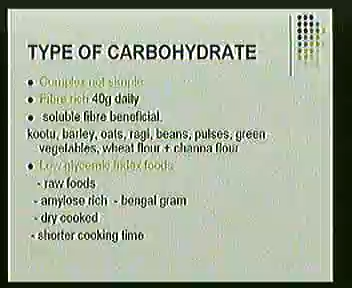 TYPE OF CARBOHYDRATE
Complex not simple
Fibre rich 40g daily
soluble fibre beneficial.
kootu, barley, oats, ragi, beans, pulses, green
vegetables, wheat flour + channa flour
Low glycemic index foods
- raw foods
- amylose rich - bengal gram
- dry cooked
- shorter cooking time